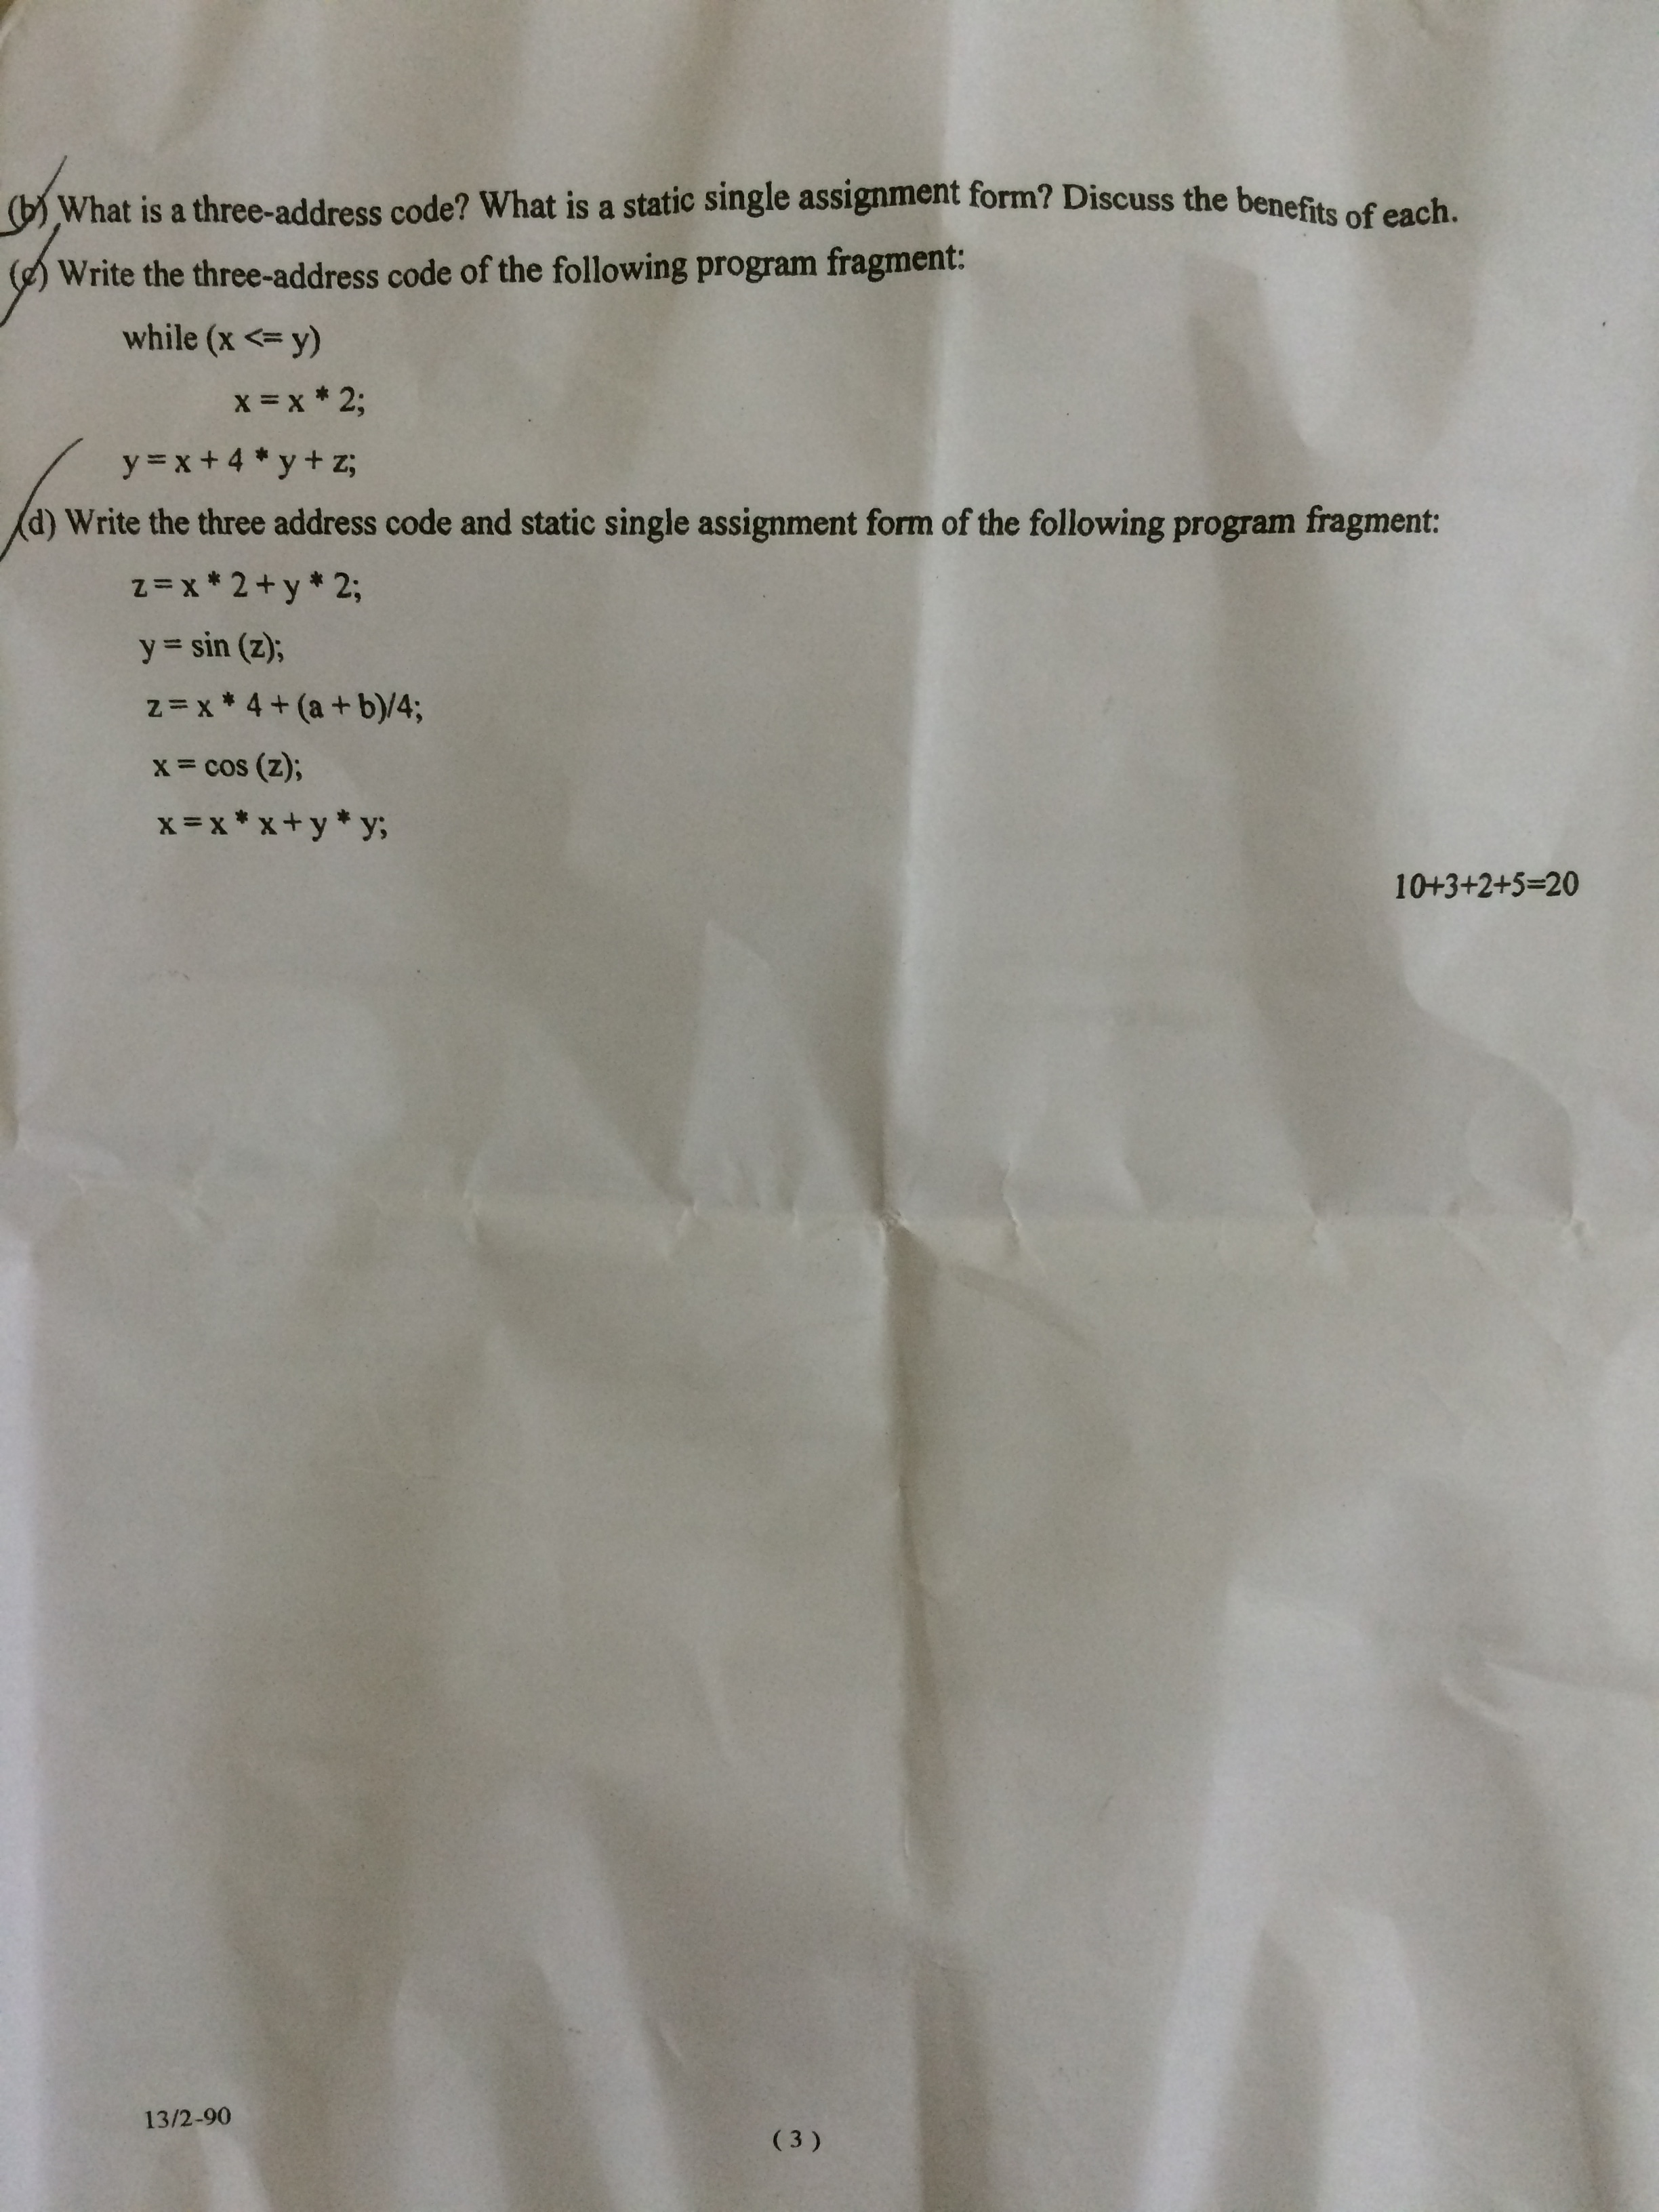 (b) What is a three-address code? What is a static single assignment form? Discuss the benefits of each.
(c) Write the three-address code of the following program fragment:
while (x <= y)
x = x * 2;
y = x + 4 * y + z;
(d) Write the three address code and static single assignment form of the following program fragment:
z = x * 2 + y * 2;
y = sin (z);
z = x * 4 + (a + b)/4;
x = cos (z);
x = x * x + y * y;
10+3+2+5=20
13/2-90
( 3 )